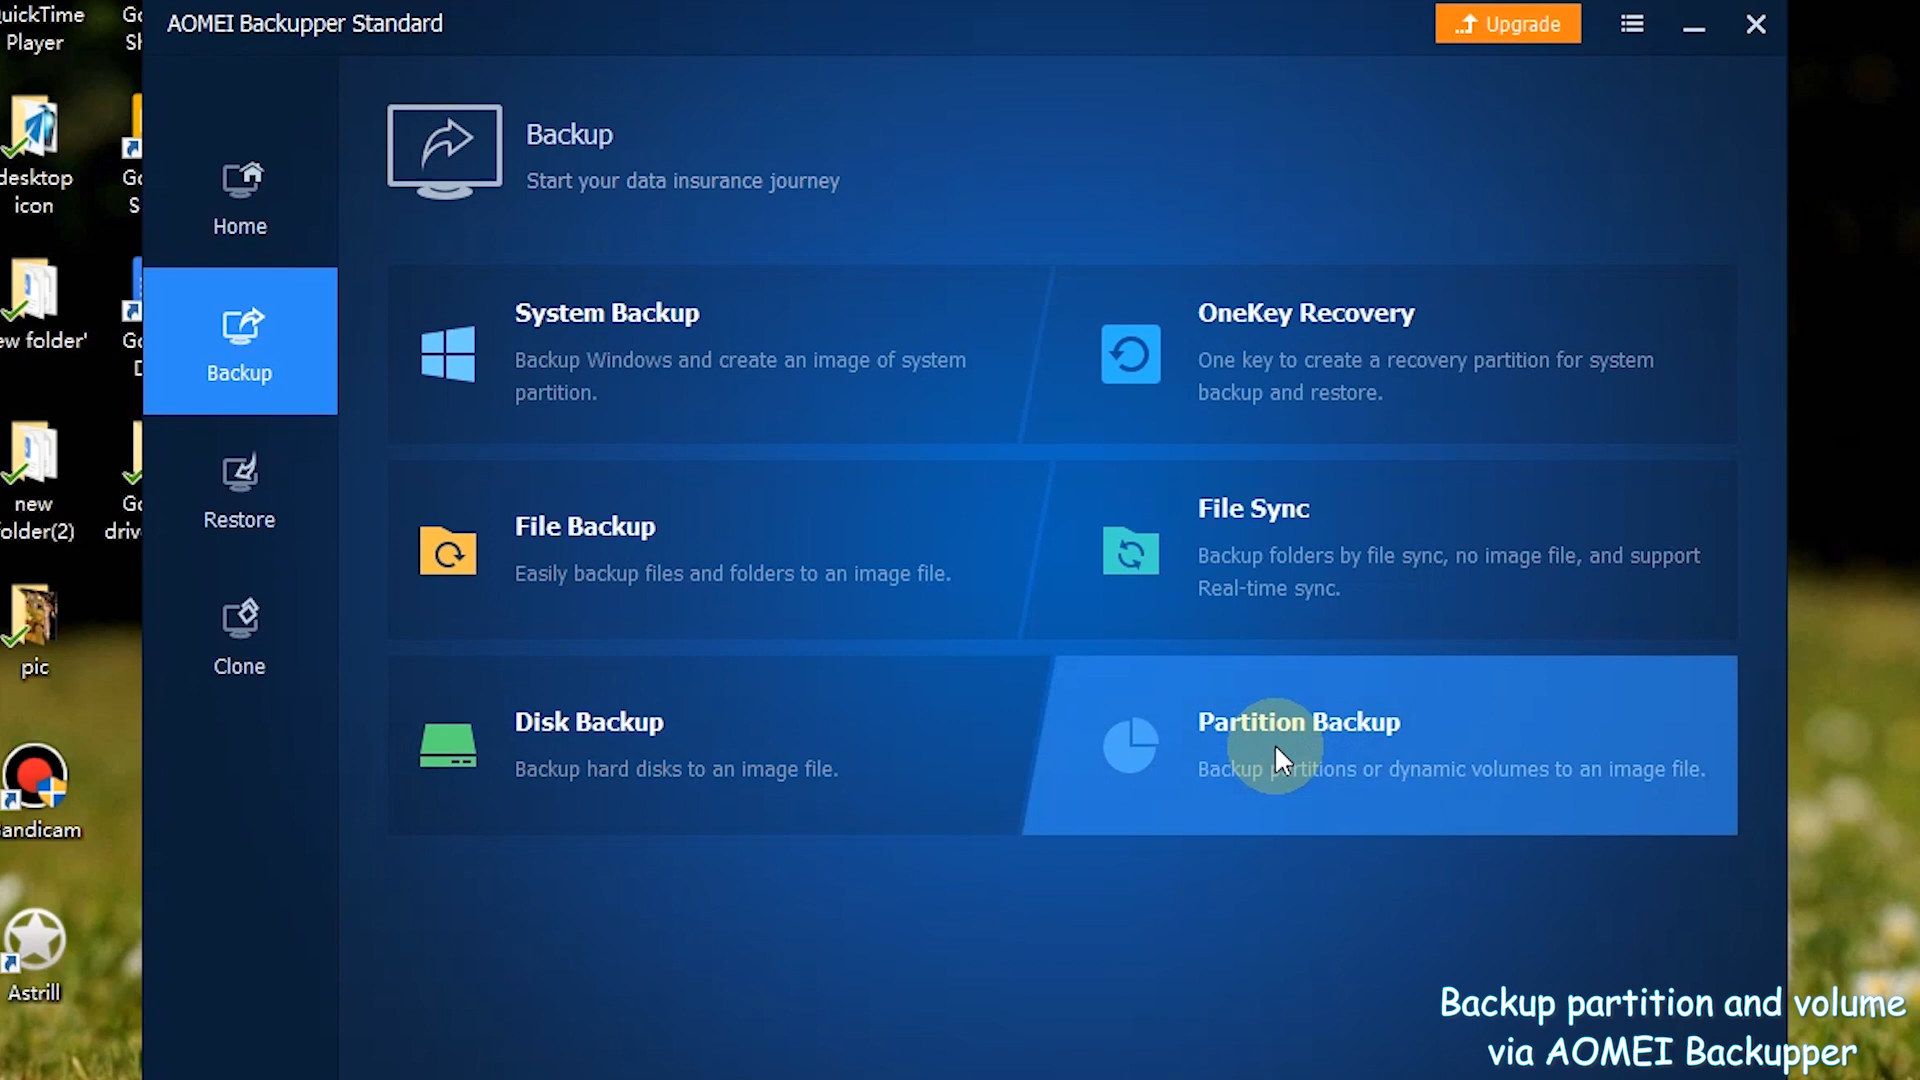 AOMEI Backupper Standard
Upgrade
Player
desktop
icon
new
pic
Astrill
Home
Backup
Restore
Clone
Backup
Start your data insurance journey
System Backup
Backup Windows and create an image of system
partition.
OneKey Recovery
One key to create a recovery partition for system
backup and restore.
File Backup
Easily backup files and folders to an image file.
File Sync
Backup folders by file sync, no image file, and support
Real-time sync.
Disk Backup
Backup hard disks to an image file.
Partition Backup
Backup partitions or dynamic volumes to an image file.
Backup partition and volume
via AOMEI Backupper